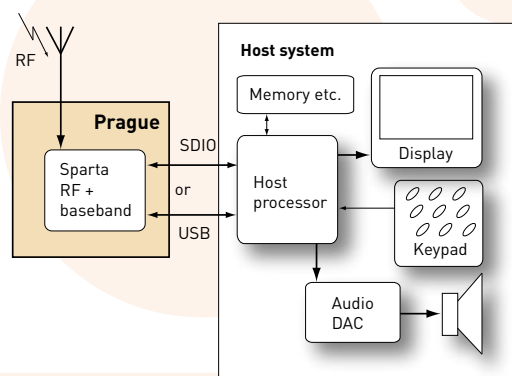 RF
Prague
Sparta
RF +
baseband
SDIO
or
USB
Host system
Memory etc.
Host
processor
Display
Keypad
Audio
DAC